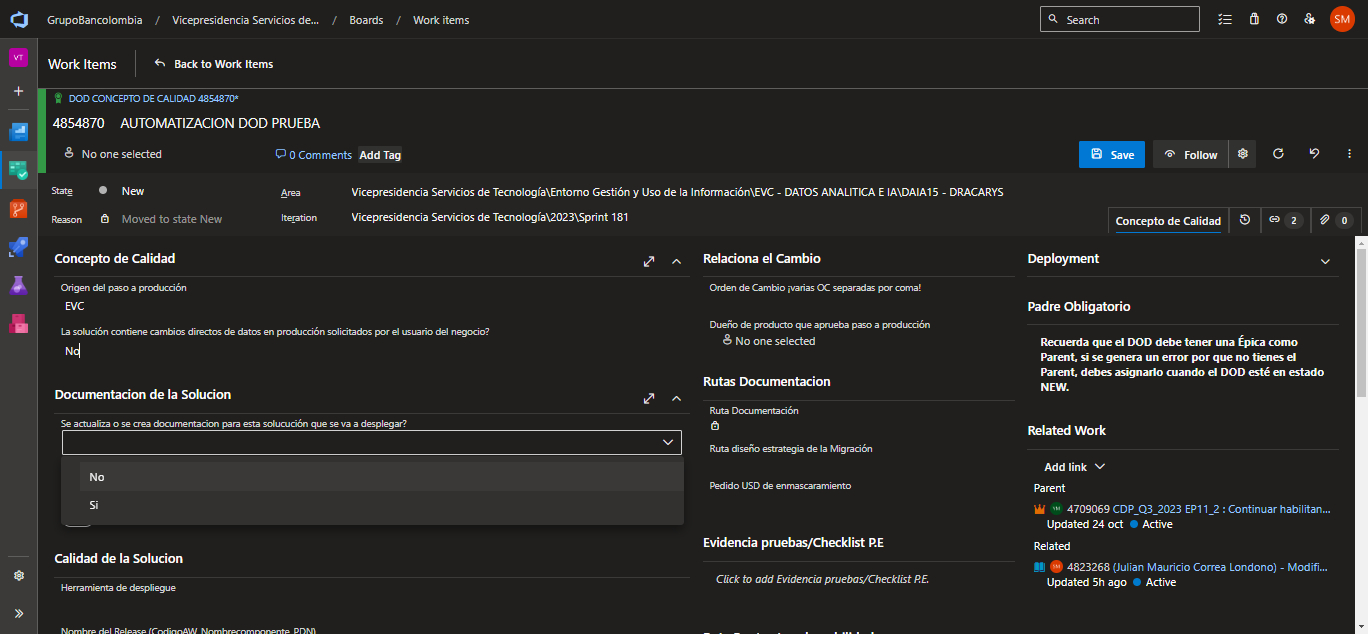 GrupoBancolombia / Vicepresidencia Servicios de... / Boards / Work items
Search
SM
VT
Work Items
Back to Work Items
DOD CONCEPTO DE CALIDAD 4854870*
4854870 AUTOMATIZACION DOD PRUEBA
No one selected
0 Comments
Add Tag
Save
Follow
State
New
Area
Vicepresidencia Servicios de Tecnología\Entorno Gestión y Uso de la Información\EVC - DATOS ANALITICA E IA\DAIA15 - DRACARYS
Reason
Moved to state New
Iteration
Vicepresidencia Servicios de Tecnología\2023\Sprint 181
Concepto de Calidad
2
0
Concepto de Calidad
Origen del paso a producción
EVC
La solución contiene cambios directos de datos en producción solicitados por el usuario del negocio?
No
Documentacion de la Solucion
Se actualiza o se crea documentacion para esta solucución que se va a desplegar?
No
Si
Calidad de la Solucion
Herramienta de despliegue
Nombre del Release (CodigoAW_Nombrecomponente_PDN)
Relaciona el Cambio
Orden de Cambio ¡varias OC separadas por coma!
Dueño de producto que aprueba paso a producción
No one selected
Rutas Documentacion
Ruta Documentación
Ruta diseño estrategia de la Migración
Pedido USD de enmascaramiento
Evidencia pruebas/Checklist P.E
Click to add Evidencia pruebas/Checklist P.E.
Deployment
Padre Obligatorio
Recuerda que el DOD debe tener una Épica como
Parent, si se genera un error por que no tienes el
Parent, debes asignarlo cuando el DOD esté en estado
NEW.
Related Work
Add link
Parent
YM
4709069 CDP_Q3_2023 EP11_2 : Continuar habilitan...
Updated 24 oct
Active
Related
SM
4823268 (Julian Mauricio Correa Londono) - Modifi...
Updated 5h ago
Active